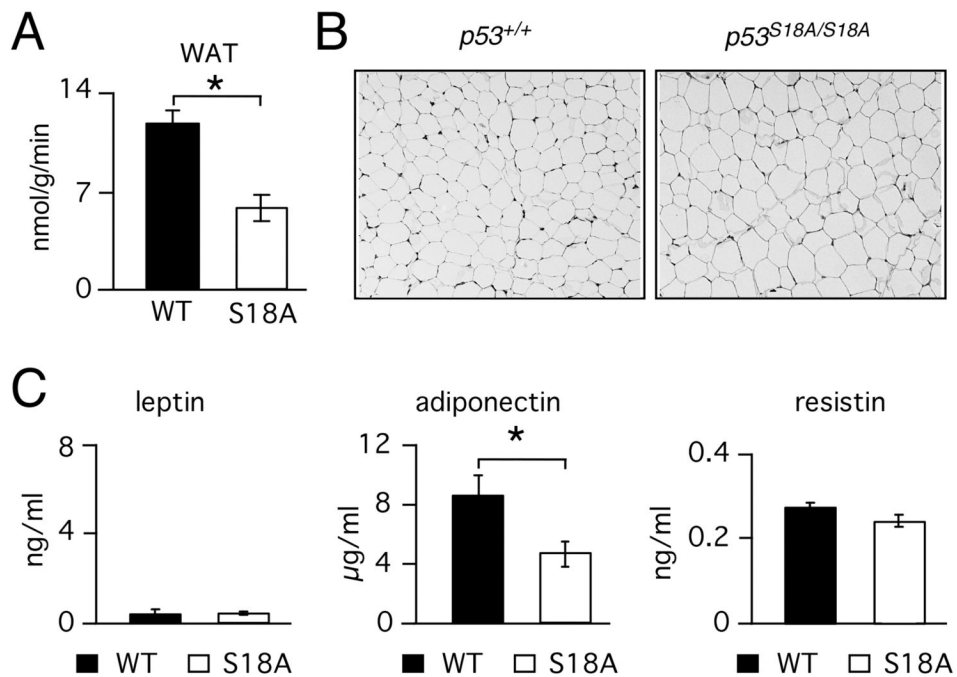 A
WAT
*
14
7
0
nmol/g/min
WT
S18A
B
p53+/+
p53S18A/S18A
C
leptin
8
4
0
ng/ml
WT S18A
adiponectin
*
12
8
4
0
µg/ml
WT S18A
resistin
0.4
0.2
0
ng/ml
WT S18A